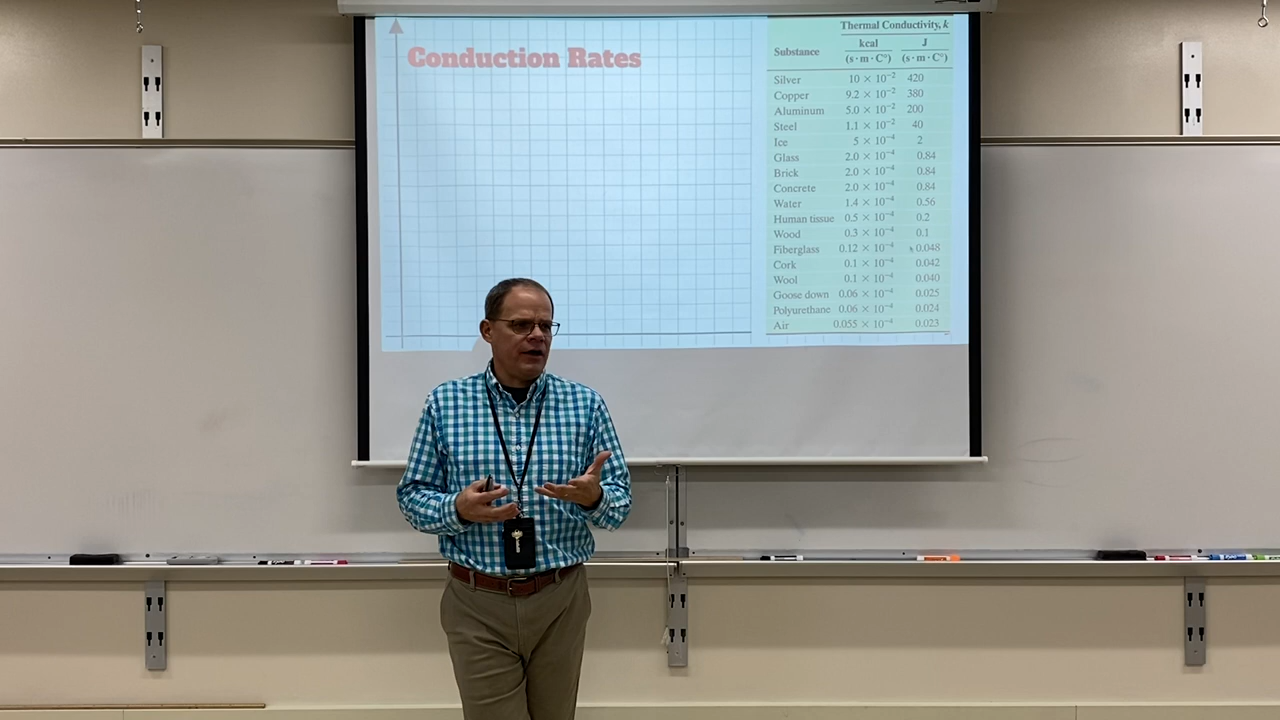 Conduction Rates
Thermal Conductivity, k
Substance kcal J
(s · m · C°) (s · m · C°)
Silver 10 × 10⁻² 420
Copper 9.2 × 10⁻² 380
Aluminum 5.0 × 10⁻² 200
Steel 1.1 × 10⁻² 40
Ice 5 × 10⁻⁴ 2
Glass 2.0 × 10⁻⁴ 0.84
Brick 2.0 × 10⁻⁴ 0.84
Concrete 2.0 × 10⁻⁴ 0.84
Water 1.4 × 10⁻⁴ 0.56
Human tissue 0.5 × 10⁻⁴ 0.2
Wood 0.3 × 10⁻⁴ 0.1
Fiberglass 0.12 × 10⁻⁴ 0.048
Cork 0.1 × 10⁻⁴ 0.042
Wool 0.1 × 10⁻⁴ 0.040
Goose down 0.06 × 10⁻⁴ 0.025
Polyurethane 0.06 × 10⁻⁴ 0.024
Air 0.055 × 10⁻⁴ 0.023